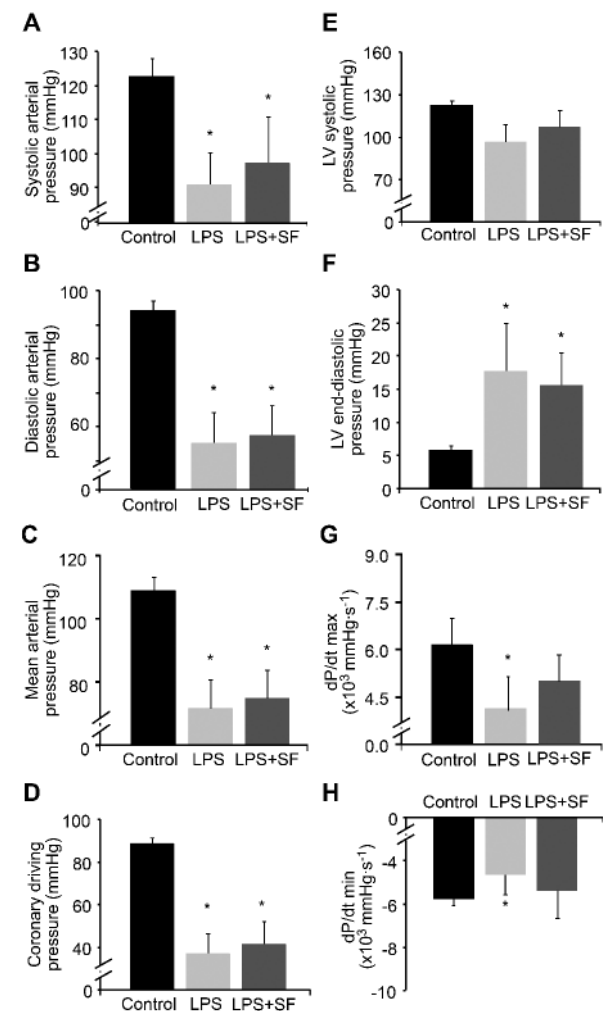 A
Systolic arterial
pressure (mmHg)
130
120
100
90
0
*
*
Control LPS LPS+SF
B
Diastolic arterial
pressure (mmHg)
100
80
60
0
*
*
Control LPS LPS+SF
C
Mean arterial
pressure (mmHg)
120
100
80
0
*
*
Control LPS LPS+SF
D
Coronary driving
pressure (mmHg)
100
80
60
40
0
*
*
Control LPS LPS+SF
E
LV systolic
pressure (mmHg)
160
130
100
70
0
Control LPS LPS+SF
F
LV end-diastolic
pressure (mmHg)
30
25
20
15
10
5
0
*
*
Control LPS LPS+SF
G
dP/dt max
(x10³ mmHg·s⁻¹)
9.0
7.5
6.0
4.5
0.0
*
Control LPS LPS+SF
H
Control LPS LPS+SF
dP/dt min
(x10³ mmHg·s⁻¹)
0
-4
-6
-8
-10
*